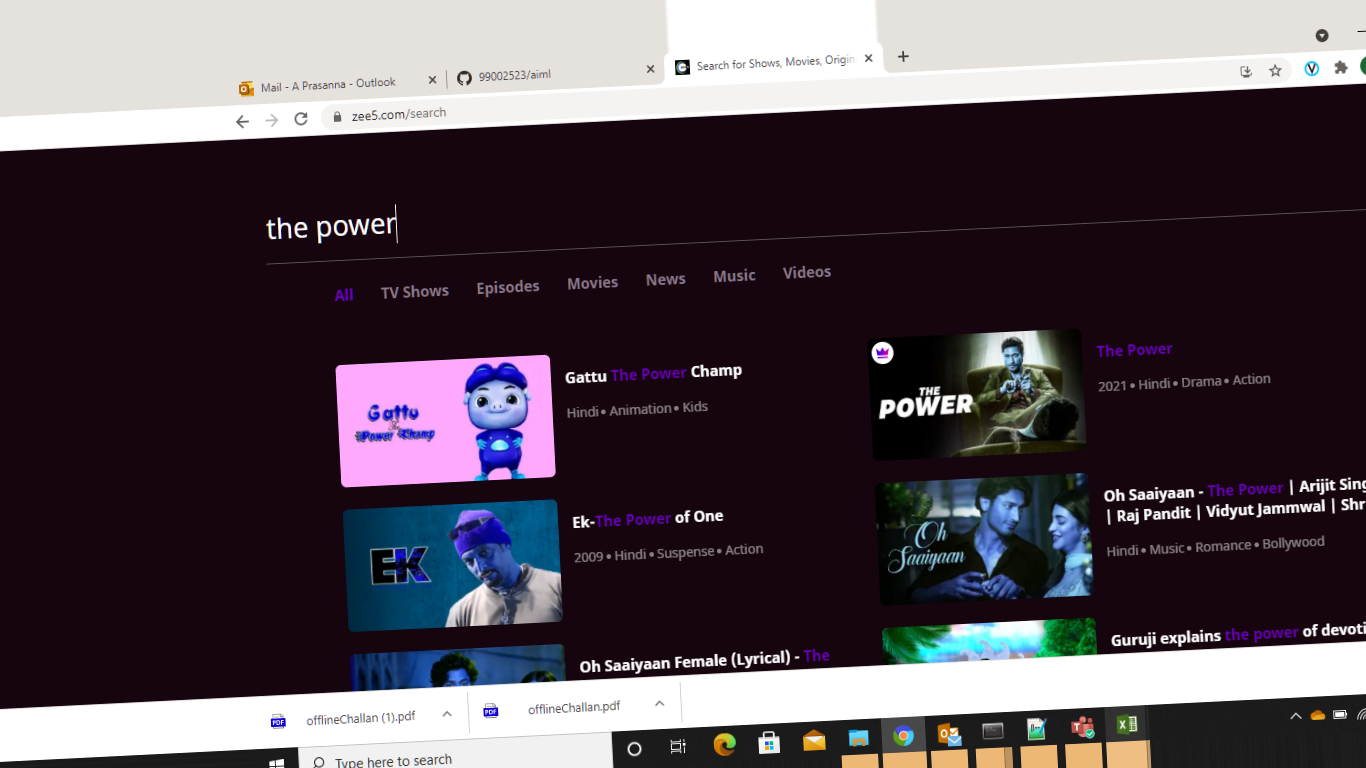 Mail - A Prasanna - Outlook
99002523/aiml
Search for Shows, Movies, Origin
zee5.com/search
the power
All TV Shows Episodes Movies News Music Videos
Gattu The Power Champ
Gattu The Power Champ
Hindi • Animation • Kids
THE POWER
The Power
2021 • Hindi • Drama • Action
EK
Ek-The Power of One
2009 • Hindi • Suspense • Action
Oh Saaiyaan
Oh Saaiyaan - The Power | Arijit Sing
| Raj Pandit | Vidyut Jammwal | Shr
Hindi • Music • Romance • Bollywood
Oh Saaiyaan Female (Lyrical) - The
Guruji explains the power of devoti
PDF offlineChallan (1).pdf
PDF offlineChallan.pdf
Type here to search